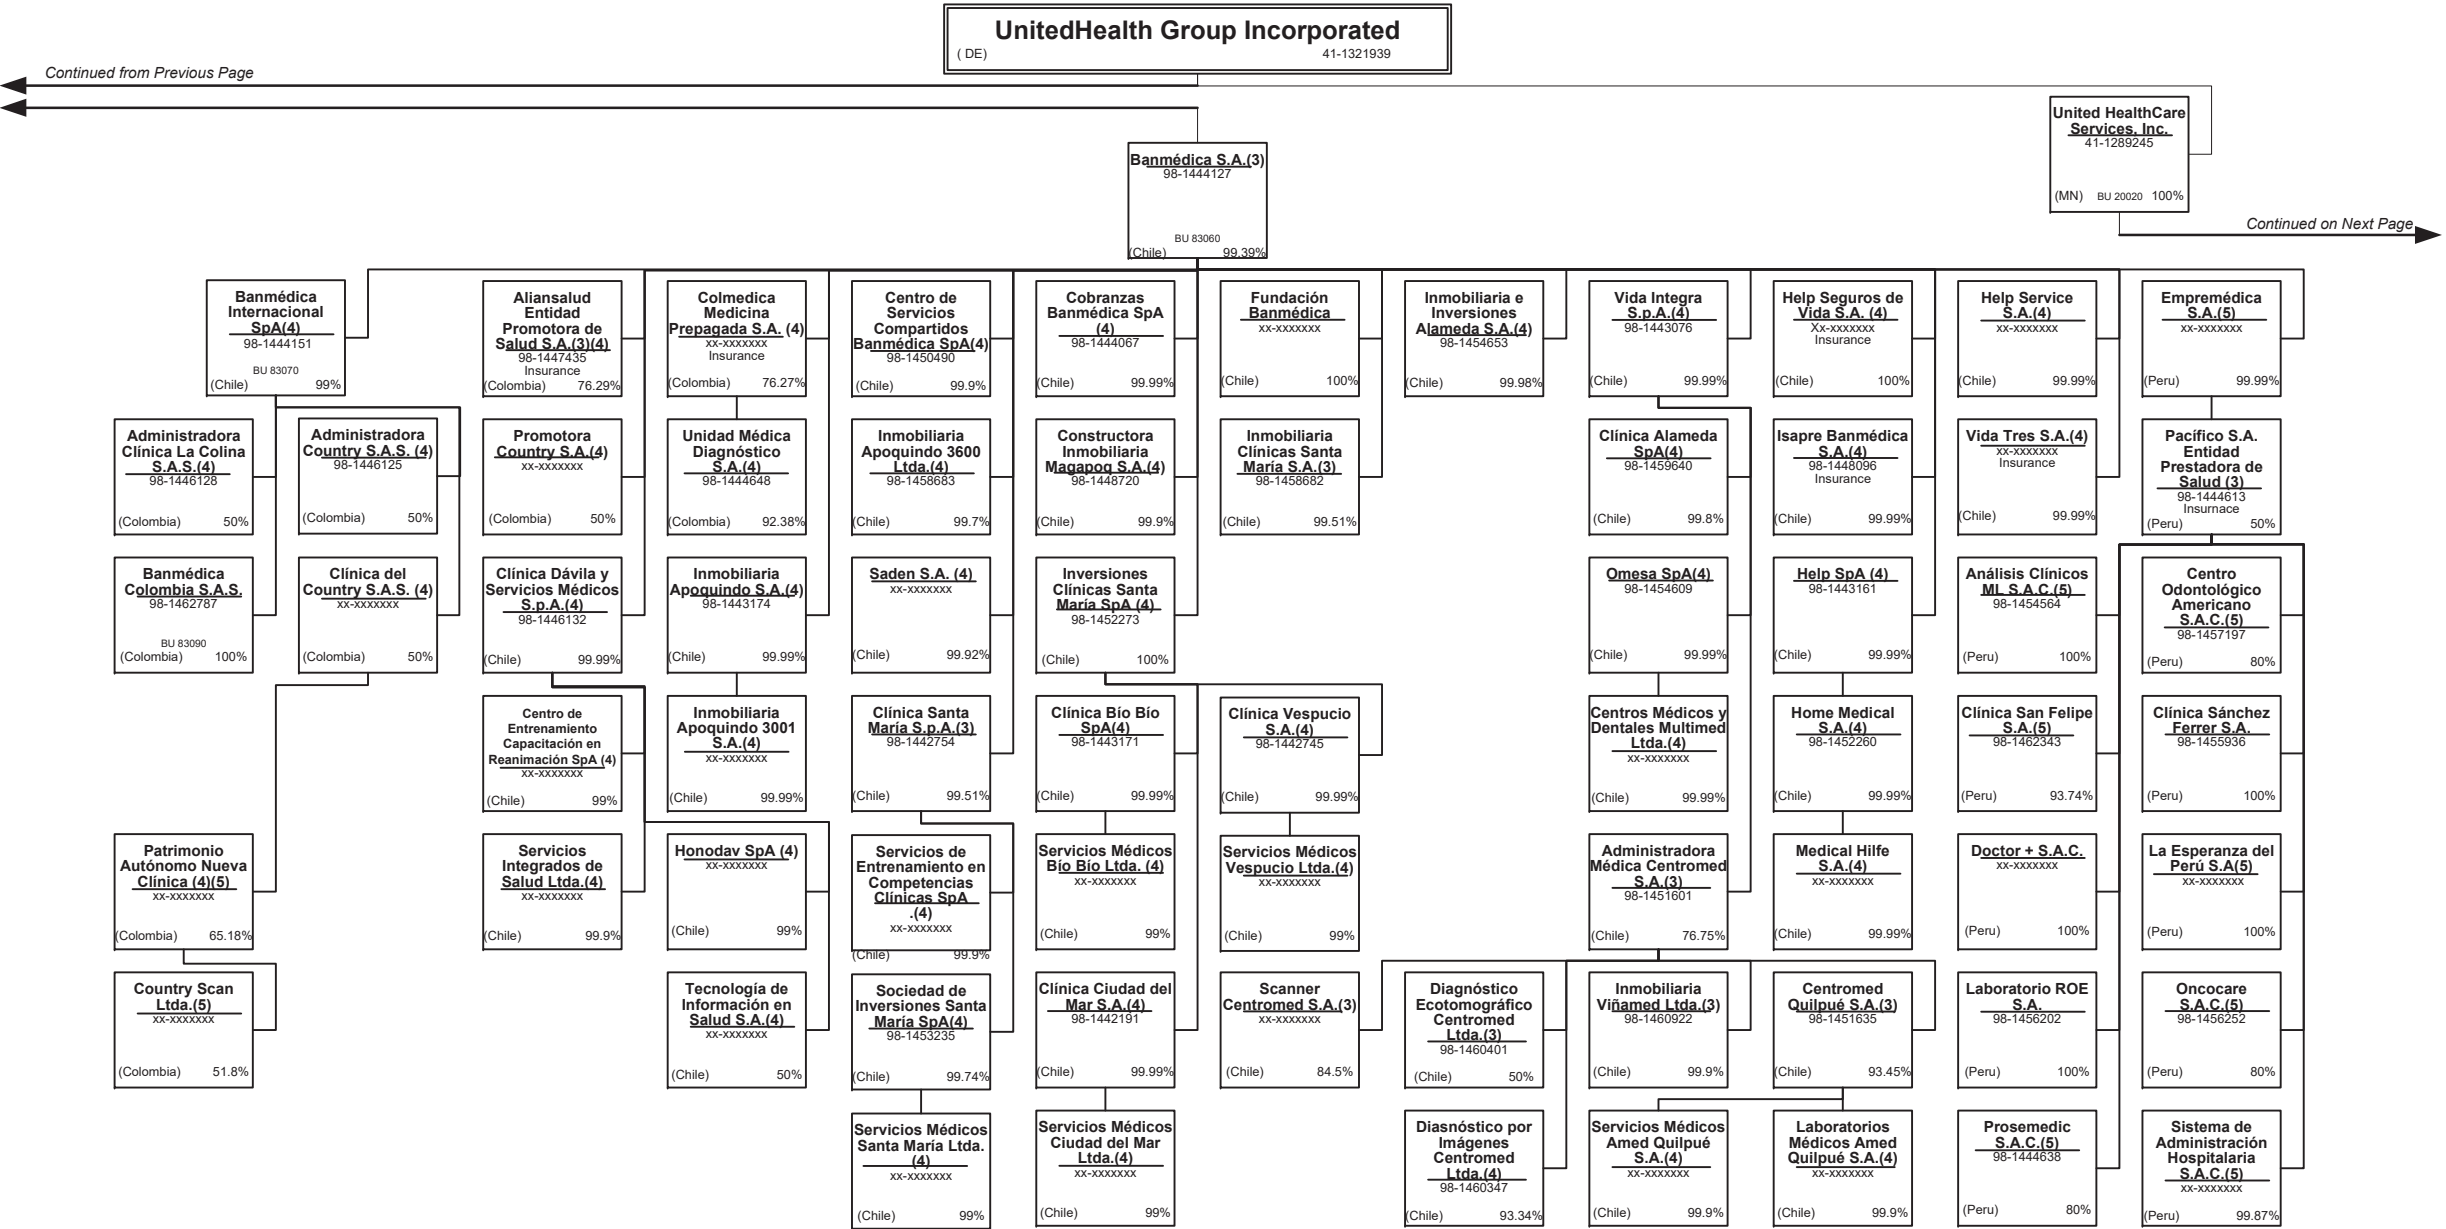 UnitedHealth Group Incorporated
( DE) 41-1321939
Continued from Previous Page
United HealthCare
Services, Inc.
41-1289245
(MN) BU 20020 100%
Continued on Next Page
Banmédica S.A.(3)
98-1444127
BU 83060
(Chile) 99.39%
Banmédica
Internacional
SpA(4)
98-1444151
BU 83070
(Chile) 99%
Aliansalud
Entidad
Promotora de
Salud S.A.(3)(4)
98-1447435
Insurance
(Colombia) 76.29%
Colmedica
Medicina
Prepagada S.A. (4)
xx-xxxxxxx
Insurance
(Colombia) 76.27%
Centro de
Servicios
Compartidos
Banmédica SpA(4)
98-1450490
(Chile) 99.9%
Cobranzas
Banmédica SpA
(4)
98-1444067
(Chile) 99.99%
Fundación
Banmédica
xx-xxxxxxx
(Chile) 100%
Inmobiliaria e
Inversiones
Alameda S.A.(4)
98-1454653
(Chile) 99.98%
Vida Integra
S.p.A.(4)
98-1443076
(Chile) 99.99%
Help Seguros de
Vida S.A. (4)
Xx-xxxxxxx
Insurance
(Chile) 100%
Help Service
S.A.(4)
xx-xxxxxxx
(Chile) 99.99%
Empremédica
S.A.(5)
xx-xxxxxxx
(Peru) 99.99%
Administradora
Clínica La Colina
S.A.S.(4)
98-1446128
(Colombia) 50%
Administradora
Country S.A.S. (4)
98-1446125
(Colombia) 50%
Promotora
Country S.A.(4)
xx-xxxxxxx
(Colombia) 50%
Unidad Médica
Diagnóstico
S.A.(4)
98-1444648
(Colombia) 92.38%
Inmobiliaria
Apoquindo 3600
Ltda.(4)
98-1458683
(Chile) 99.7%
Constructora
Inmobiliaria
Magapoq S.A.(4)
98-1448720
(Chile) 99.9%
Inmobiliaria
Clínicas Santa
María S.A.(3)
98-1458682
(Chile) 99.51%
Clínica Alameda
SpA(4)
98-1459640
(Chile) 99.8%
Isapre Banmédica
S.A.(4)
98-1448096
Insurance
(Chile) 99.99%
Vida Tres S.A.(4)
xx-xxxxxxx
Insurance
(Chile) 99.99%
Pacífico S.A.
Entidad
Prestadora de
Salud (3)
98-1444613
Insurnace
(Peru) 50%
Banmédica
Colombia S.A.S.
98-1462787
BU 83090
(Colombia) 100%
Clínica del
Country S.A.S. (4)
xx-xxxxxxx
(Colombia) 50%
Clínica Dávila y
Servicios Médicos
S.p.A.(4)
98-1446132
(Chile) 99.99%
Inmobiliaria
Apoquindo S.A.(4)
98-1443174
(Chile) 99.99%
Saden S.A. (4)
xx-xxxxxxx
(Chile) 99.92%
Inversiones
Clínicas Santa
María SpA (4)
98-1452273
(Chile) 100%
Omesa SpA(4)
98-1454609
(Chile) 99.99%
Help SpA (4)
98-1443161
(Chile) 99.99%
Análisis Clínicos
ML S.A.C.(5)
98-1454564
(Peru) 100%
Centro
Odontológico
Americano
S.A.C.(5)
98-1457197
(Peru) 80%
Centro de
Entrenamiento
Capacitación en
Reanimación SpA (4)
xx-xxxxxxx
(Chile) 99%
Inmobiliaria
Apoquindo 3001
S.A.(4)
xx-xxxxxxx
(Chile) 99.99%
Clínica Santa
María S.p.A.(3)
98-1442754
(Chile) 99.51%
Clínica Bío Bío
SpA(4)
98-1443171
(Chile) 99.99%
Clínica Vespucio
S.A.(4)
98-1442745
(Chile) 99.99%
Centros Médicos y
Dentales Multimed
Ltda.(4)
xx-xxxxxxx
(Chile) 99.99%
Home Medical
S.A.(4)
98-1452260
(Chile) 99.99%
Clínica San Felipe
S.A.(5)
98-1462343
(Peru) 93.74%
Clínica Sánchez
Ferrer S.A.
98-1455936
(Peru) 100%
Patrimonio
Autónomo Nueva
Clínica (4)(5)
xx-xxxxxxx
(Colombia) 65.18%
Servicios
Integrados de
Salud Ltda.(4)
xx-xxxxxxx
(Chile) 99.9%
Honodav SpA (4)
xx-xxxxxxx
(Chile) 99%
Servicios de
Entrenamiento en
Competencias
Clínicas SpA
.(4)
xx-xxxxxxx
(Chile) 99.9%
Servicios Médicos
Bío Bío Ltda. (4)
xx-xxxxxxx
(Chile) 99%
Servicios Médicos
Vespucio Ltda.(4)
xx-xxxxxxx
(Chile) 99%
Administradora
Médica Centromed
S.A.(3)
98-1451601
(Chile) 76.75%
Medical Hilfe
S.A.(4)
xx-xxxxxxx
(Chile) 99.99%
Doctor + S.A.C.
xx-xxxxxxx
(Peru) 100%
La Esperanza del
Perú S.A(5)
xx-xxxxxxx
(Peru) 100%
Country Scan
Ltda.(5)
xx-xxxxxxx
(Colombia) 51.8%
Tecnología de
Información en
Salud S.A.(4)
xx-xxxxxxx
(Chile) 50%
Sociedad de
Inversiones Santa
María SpA(4)
98-1453235
(Chile) 99.74%
Clínica Ciudad del
Mar S.A.(4)
98-1442191
(Chile) 99.99%
Scanner
Centromed S.A.(3)
xx-xxxxxxx
(Chile) 84.5%
Diagnóstico
Ecotomográfico
Centromed
Ltda.(3)
98-1460401
(Chile) 50%
Inmobiliaria
Viñamed Ltda.(3)
98-1460922
(Chile) 99.9%
Centromed
Quilpué S.A.(3)
98-1451635
(Chile) 93.45%
Laboratorio ROE
S.A.
98-1456202
(Peru) 100%
Oncocare
S.A.C.(5)
98-1456252
(Peru) 80%
Servicios Médicos
Santa María Ltda.
(4)
xx-xxxxxxx
(Chile) 99%
Servicios Médicos
Ciudad del Mar
Ltda.(4)
xx-xxxxxxx
(Chile) 99%
Diasnóstico por
Imágenes
Centromed
Ltda.(4)
98-1460347
(Chile) 93.34%
Servicios Médicos
Amed Quilpué
S.A.(4)
xx-xxxxxxx
(Chile) 99.9%
Laboratorios
Médicos Amed
Quilpué S.A.(4)
xx-xxxxxxx
(Chile) 99.9%
Prosemedic
S.A.C.(5)
98-1444638
(Peru) 80%
Sistema de
Administración
Hospitalaria
S.A.C.(5)
xx-xxxxxxx
(Peru) 99.87%